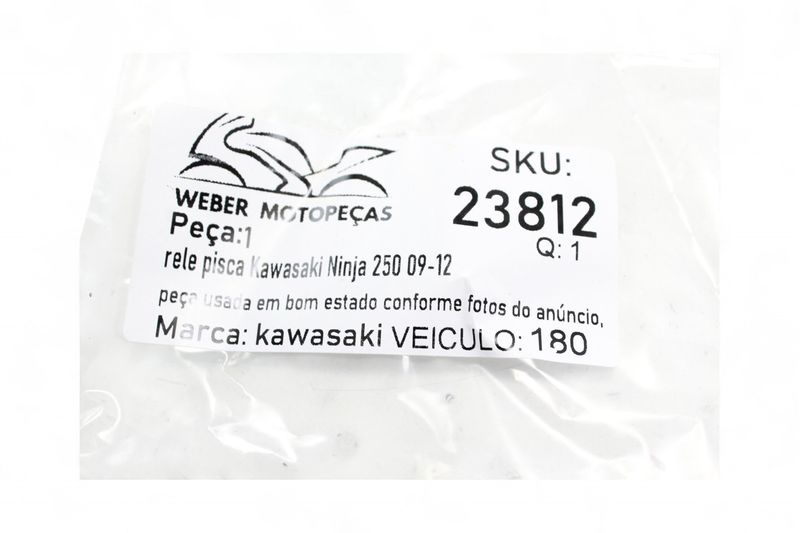 WEBER MOTOPEÇAS
SKU:
23812
Peça:1
Q: 1
rele pisca Kawasaki Ninja 250 09-12
peça usada em bom estado conforme fotos do anúncio.
Marca: kawasaki VEICULO: 180